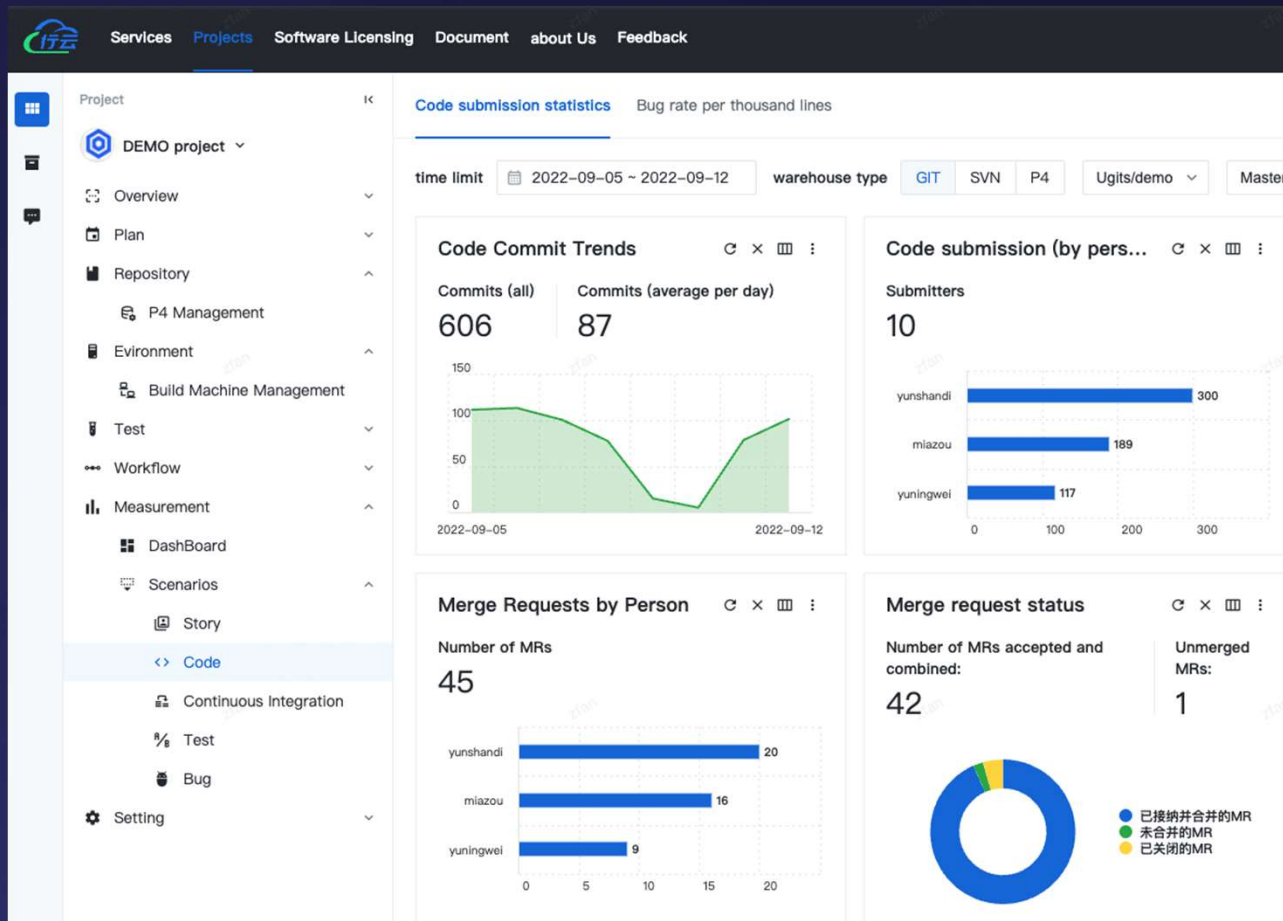 行云
Services Projects Software Licensing Document about Us Feedback
Project
DEMO project
Overview
Plan
Repository
P4 Management
Evironment
Build Machine Management
Test
Workflow
Measurement
DashBoard
Scenarios
Story
Code
Continuous Integration
Test
Bug
Setting
Code submission statistics Bug rate per thousand lines
time limit 2022-09-05 ~ 2022-09-12 warehouse type GIT SVN P4 Ugits/demo Master
Code Commit Trends
Commits (all) Commits (average per day)
606 87
150
100
50
0
2022-09-05 2022-09-12
Code submission (by pers...
Submitters
10
yunshandi 300
miazou 189
yuningwei 117
0 100 200 300
Merge Requests by Person
Number of MRs
45
yunshandi 20
miazou 16
yuningwei 9
0 5 10 15 20
Merge request status
Number of MRs accepted and
combined:
42
Unmerged
MRs:
1
已接纳并合并的MR
未合并的MR
已关闭的MR
zfan